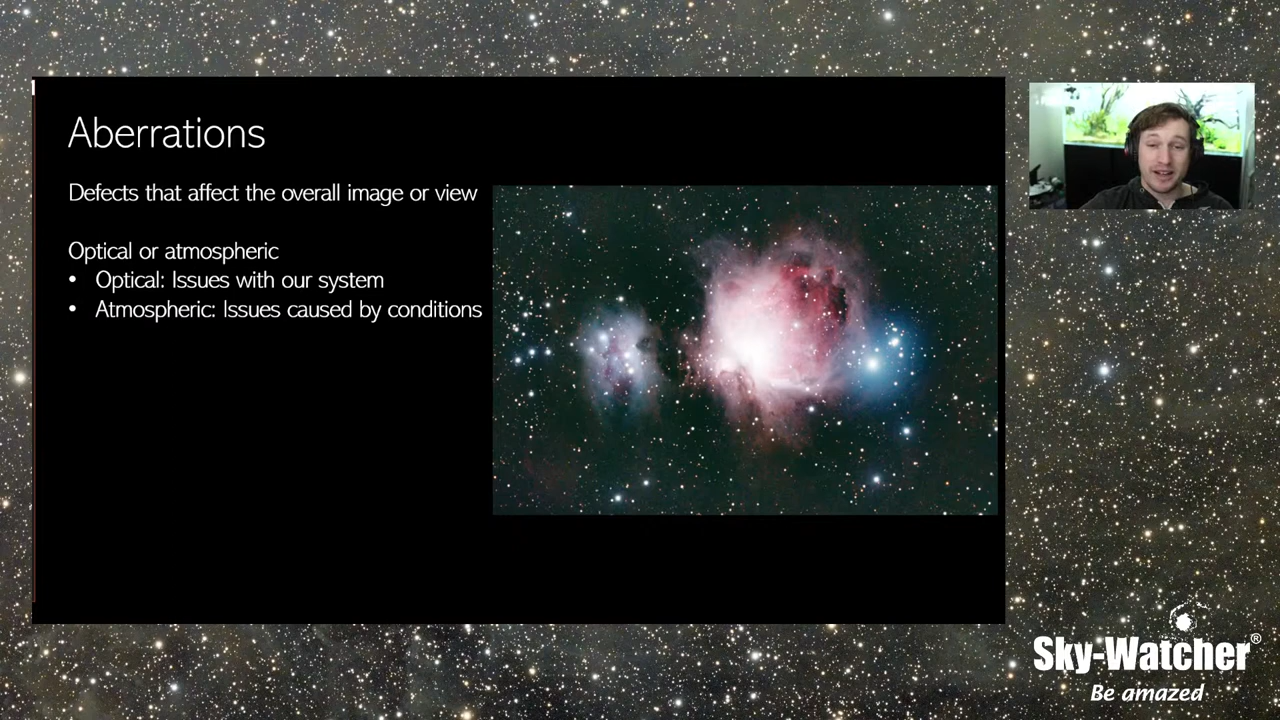 Aberrations
Defects that affect the overall image or view
Optical or atmospheric
• Optical: Issues with our system
• Atmospheric: Issues caused by conditions
Sky-Watcher®
Be amazed